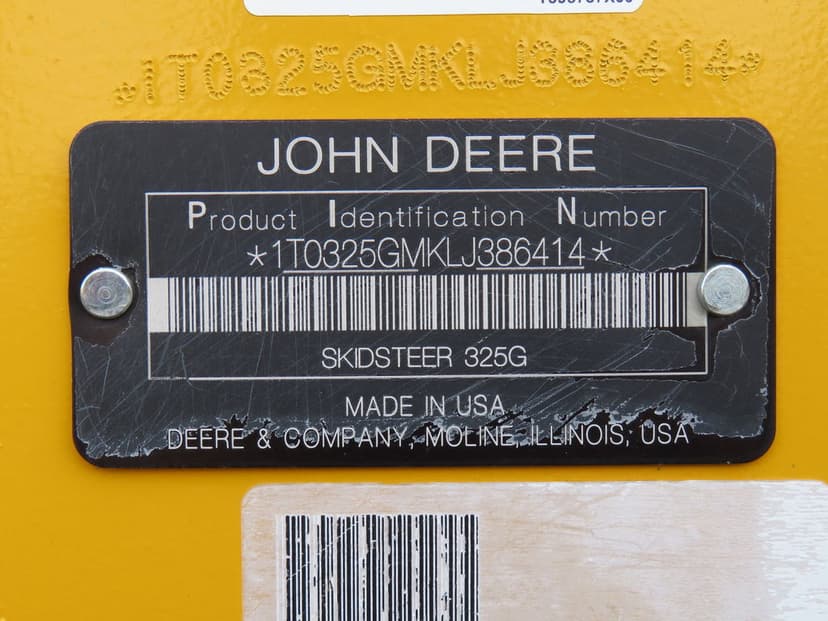 *1T0325GMKLJ386414*
JOHN DEERE
Product Identification Number
*1T0325GMKLJ386414*
SKIDSTEER 325G
MADE IN USA
DEERE & COMPANY, MOLINE, ILLINOIS, USA